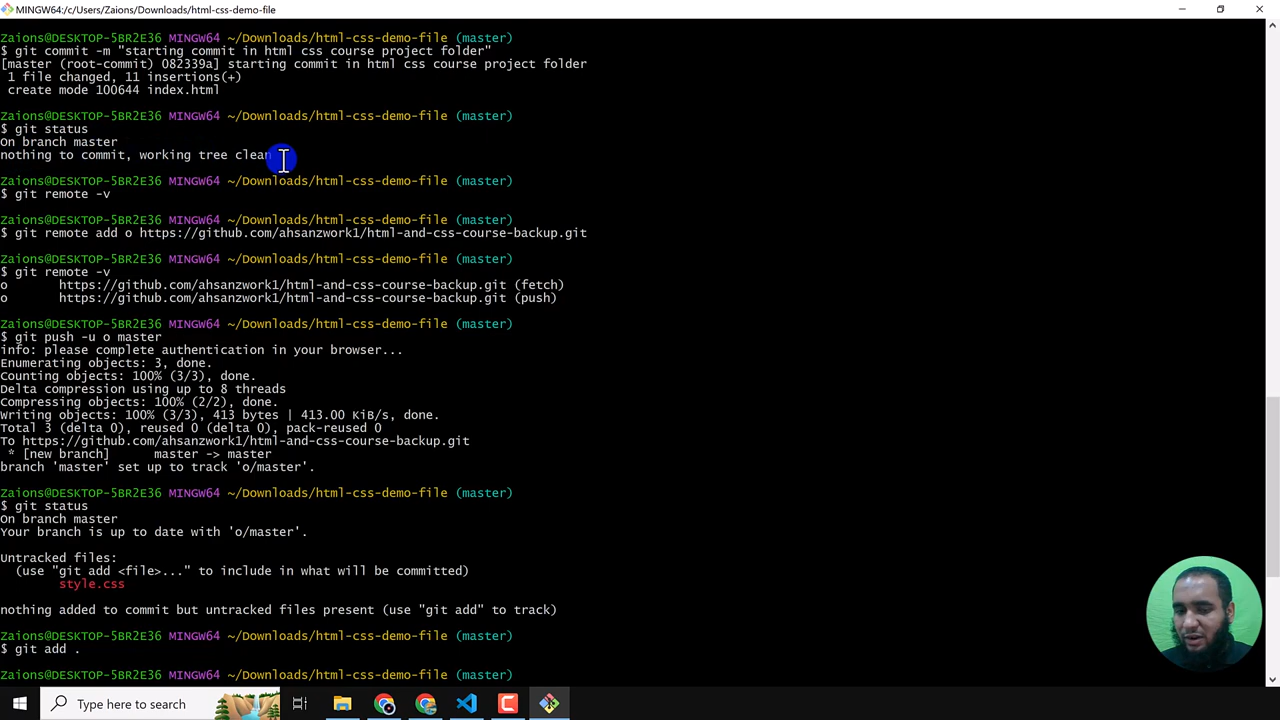 MINGW64:/c/Users/Zaions/Downloads/html-css-demo-file
Zaions@DESKTOP-5BR2E36 MINGW64 ~/Downloads/html-css-demo-file (master)
$ git commit -m "starting commit in html css course project folder"
[master (root-commit) 082339a] starting commit in html css course project folder
 1 file changed, 11 insertions(+)
 create mode 100644 index.html
Zaions@DESKTOP-5BR2E36 MINGW64 ~/Downloads/html-css-demo-file (master)
$ git status
On branch master
nothing to commit, working tree clean
Zaions@DESKTOP-5BR2E36 MINGW64 ~/Downloads/html-css-demo-file (master)
$ git remote -v
Zaions@DESKTOP-5BR2E36 MINGW64 ~/Downloads/html-css-demo-file (master)
$ git remote add o https://github.com/ahsanzwork1/html-and-css-course-backup.git
Zaions@DESKTOP-5BR2E36 MINGW64 ~/Downloads/html-css-demo-file (master)
$ git remote -v
o       https://github.com/ahsanzwork1/html-and-css-course-backup.git (fetch)
o       https://github.com/ahsanzwork1/html-and-css-course-backup.git (push)
Zaions@DESKTOP-5BR2E36 MINGW64 ~/Downloads/html-css-demo-file (master)
$ git push -u o master
info: please complete authentication in your browser...
Enumerating objects: 3, done.
Counting objects: 100% (3/3), done.
Delta compression using up to 8 threads
Compressing objects: 100% (2/2), done.
Writing objects: 100% (3/3), 413 bytes | 413.00 KiB/s, done.
Total 3 (delta 0), reused 0 (delta 0), pack-reused 0
To https://github.com/ahsanzwork1/html-and-css-course-backup.git
 * [new branch]      master -> master
branch 'master' set up to track 'o/master'.
Zaions@DESKTOP-5BR2E36 MINGW64 ~/Downloads/html-css-demo-file (master)
$ git status
On branch master
Your branch is up to date with 'o/master'.
Untracked files:
  (use "git add <file>..." to include in what will be committed)
        style.css
nothing added to commit but untracked files present (use "git add" to track)
Zaions@DESKTOP-5BR2E36 MINGW64 ~/Downloads/html-css-demo-file (master)
$ git add .
Zaions@DESKTOP-5BR2E36 MINGW64 ~/Downloads/html-css-demo-file (master)
Type here to search